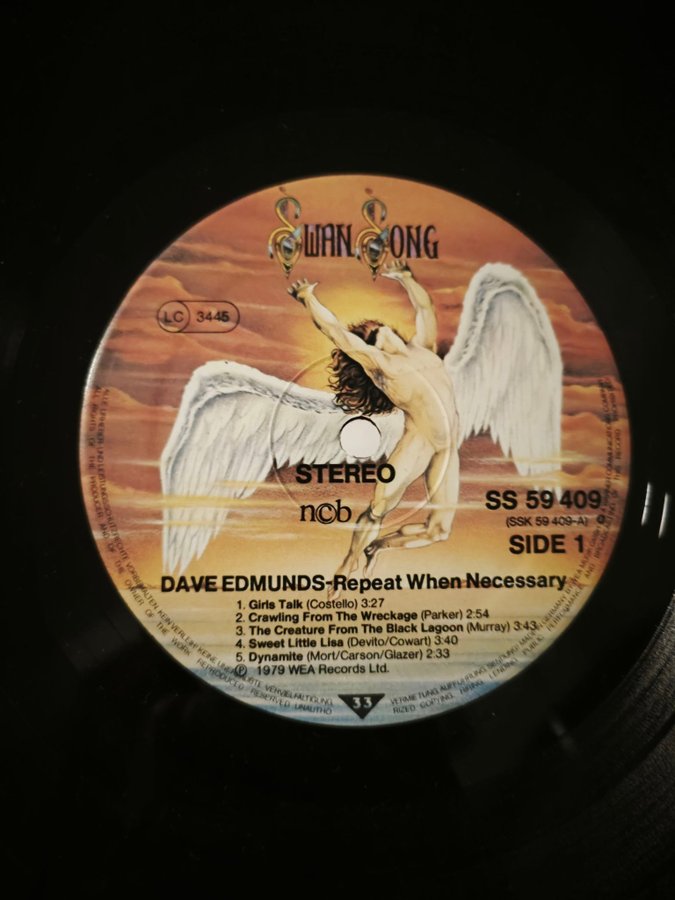 SWAN SONG
LC 3445
STEREO
ncb
SS 59 409
(SSK 59 409-A)
SIDE 1
DAVE EDMUNDS-Repeat When Necessary
1. Girls Talk (Costello) 3:27
2. Crawling From The Wreckage (Parker) 2:54
3. The Creature From The Black Lagoon (Murray) 3:43
4. Sweet Little Lisa (Devito/Cowart) 3:40
5. Dynamite (Mort/Carson/Glazer) 2:33
℗ 1979 WEA Records Ltd.
33